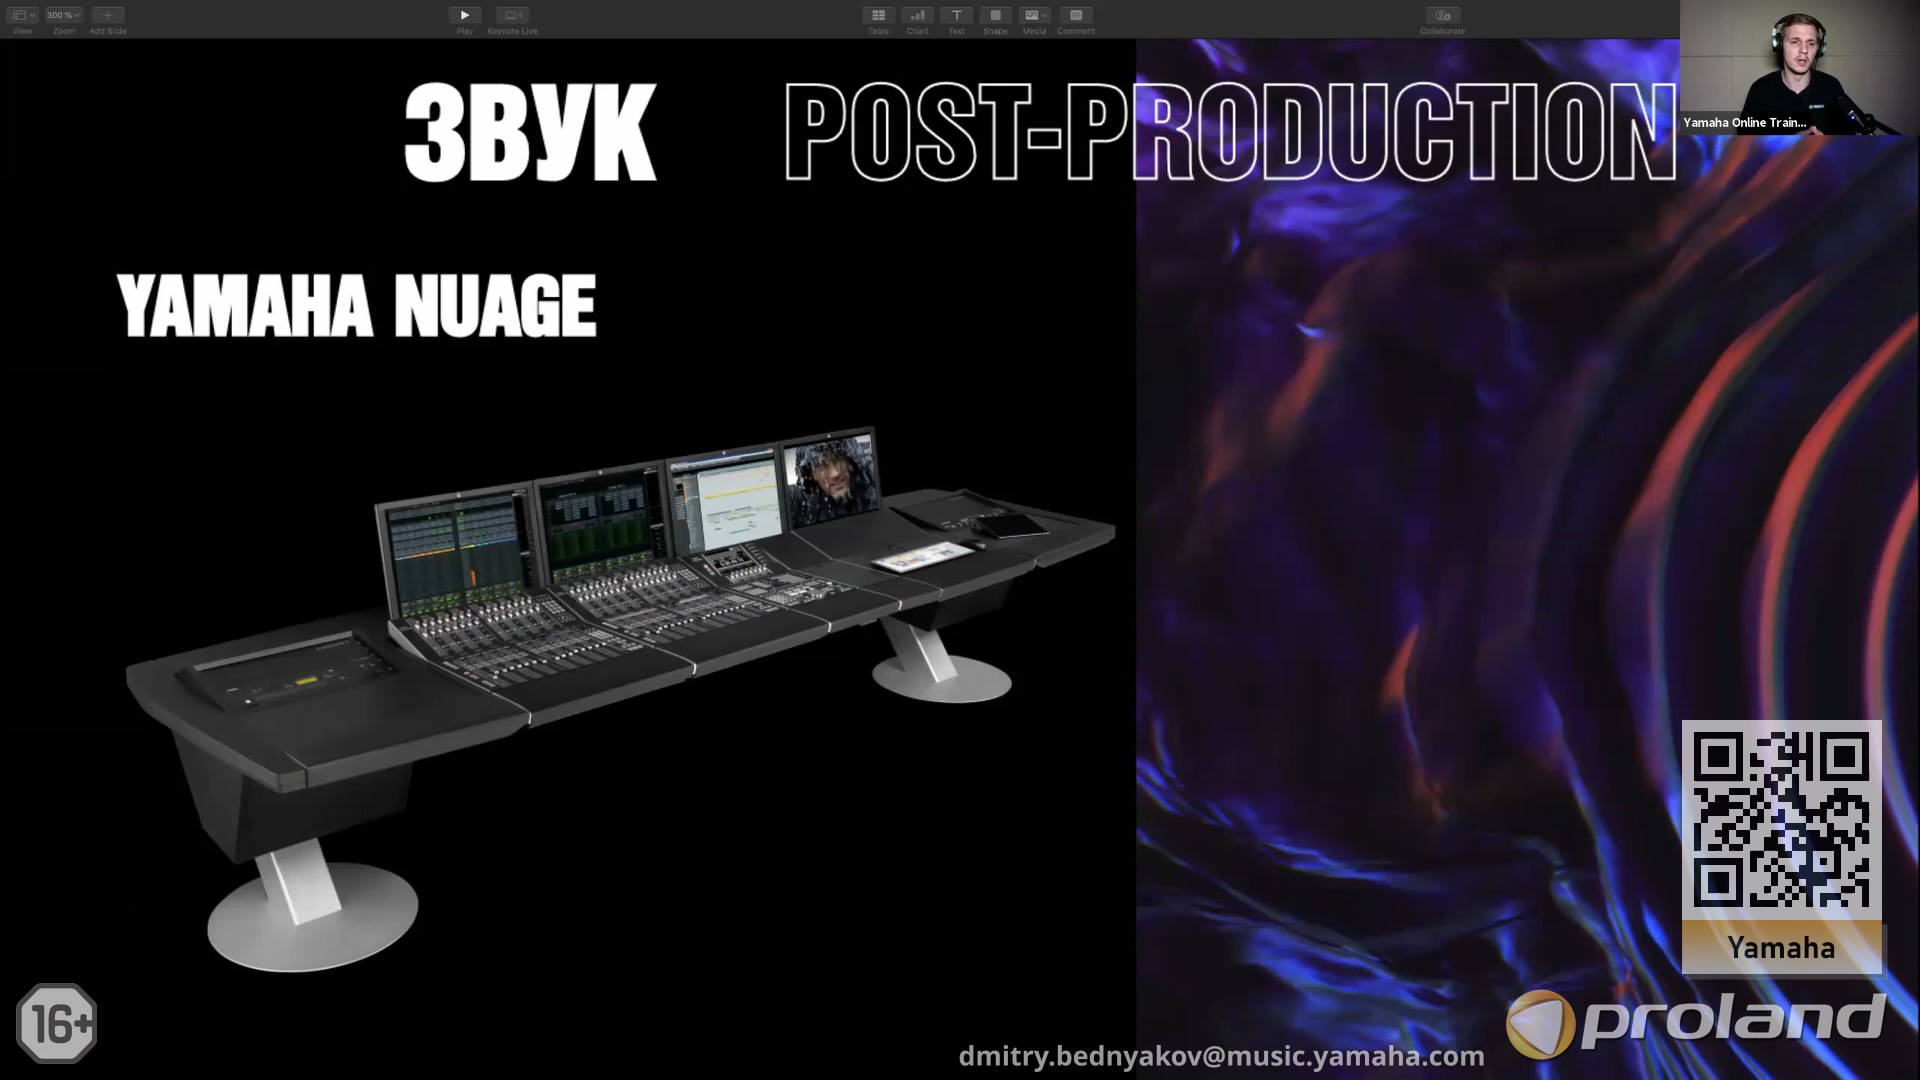 300 %
View
Zoom
Add Slide
Play
Keynote Live
Table
Chart
Text
Shape
Media
Comment
Collaborate
Yamaha Online Train...
ЗВУК POST-PRODUCTION
YAMAHA NUAGE
Yamaha
16+
proland
dmitry.bednyakov@music.yamaha.com